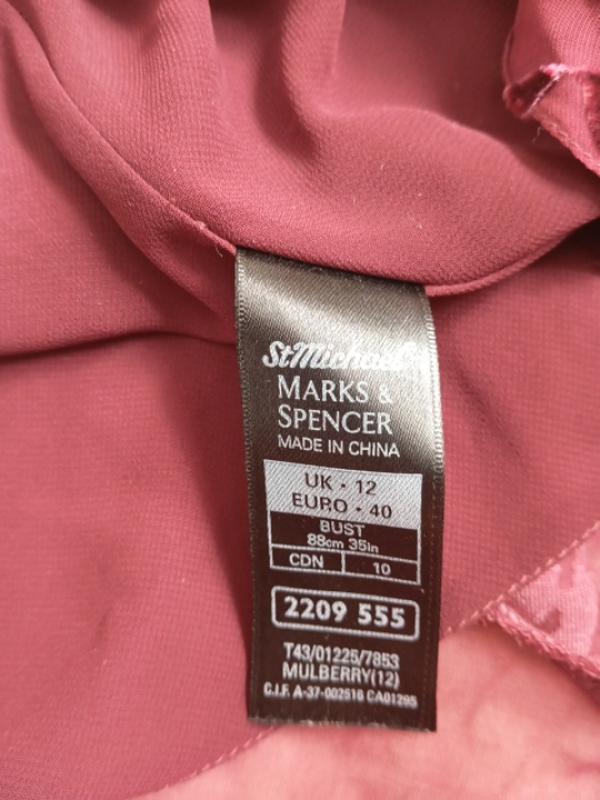 StMichael
MARKS &
SPENCER
MADE IN CHINA
UK - 12
EURO - 40
BUST
88cm 35in
CDN 10
2209 555
T43/01225/7853
MULBERRY(12)
C.I.F. A-37-002516 CA01295